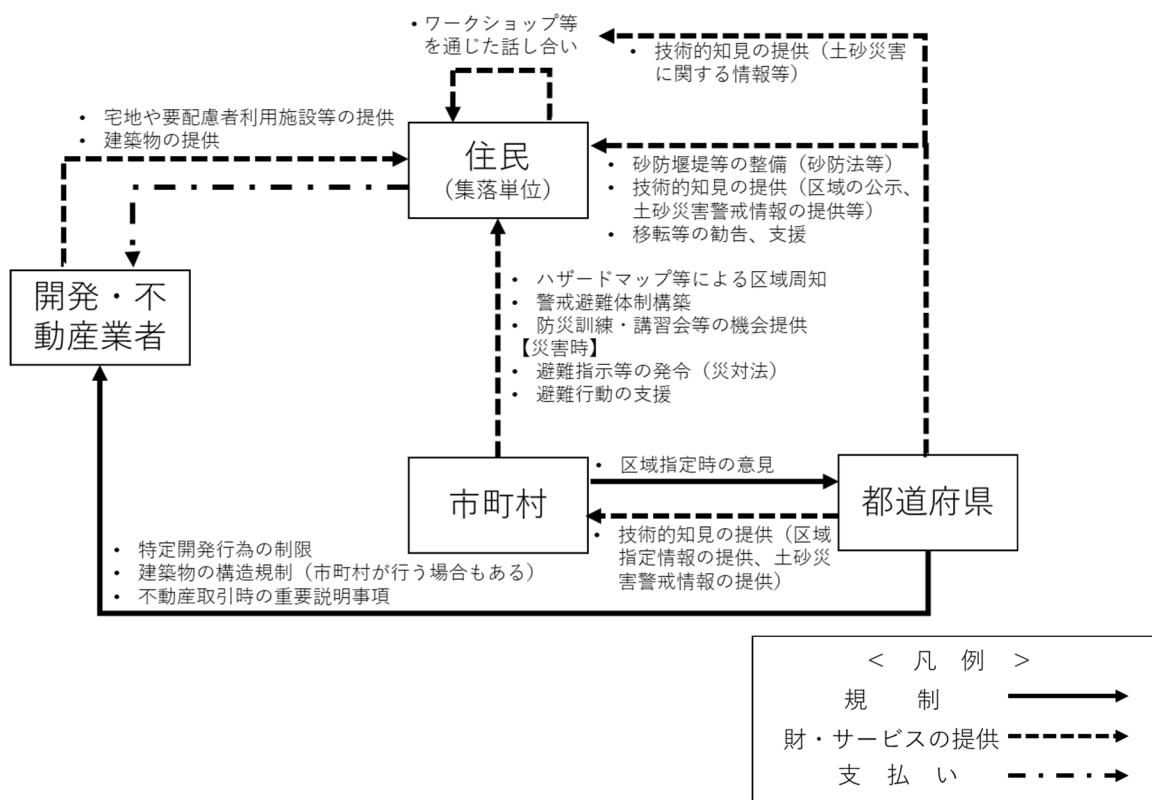 ・ワークショップ等
を通じた話し合い
・ 技術的知見の提供（土砂災害
に関する情報等）
・ 宅地や要配慮者利用施設等の提供
・ 建築物の提供
住民
（集落単位）
・ 砂防堰堤等の整備（砂防法等）
・ 技術的知見の提供（区域の公示、
土砂災害警戒情報の提供等）
・ 移転等の勧告、支援
開発・不
動産業者
・ ハザードマップ等による区域周知
・ 警戒避難体制構築
・ 防災訓練・講習会等の機会提供
【災害時】
・ 避難指示等の発令（災対法）
・ 避難行動の支援
市町村
・ 区域指定時の意見
都道府県
・ 技術的知見の提供（区域
指定情報の提供、土砂災
害警戒情報の提供）
・ 特定開発行為の制限
・ 建築物の構造規制（市町村が行う場合もある）
・ 不動産取引時の重要説明事項
＜ 凡 例 ＞
規 制
財・サービスの提供
支 払 い